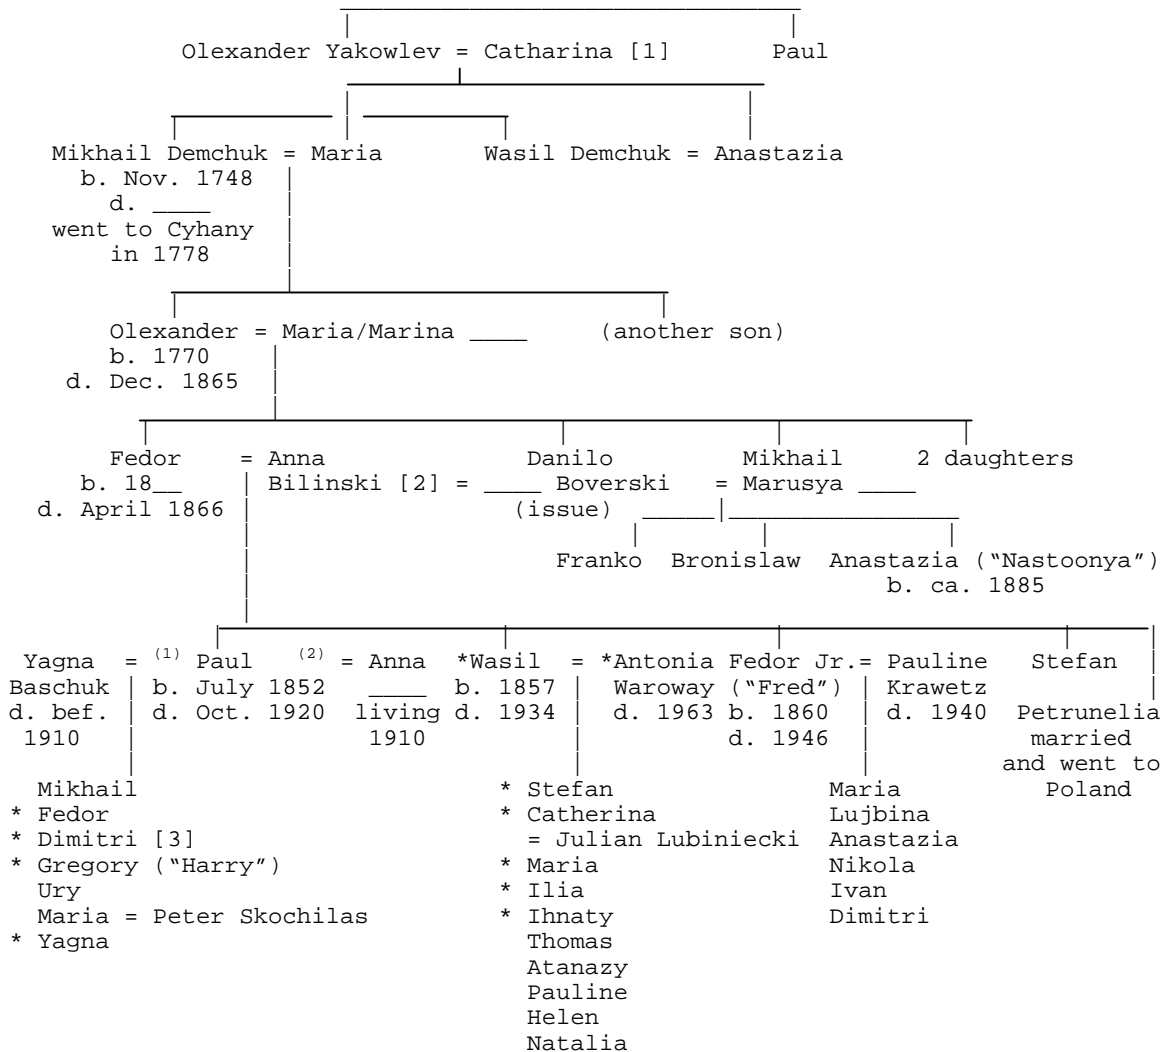 Olexander Yakowlev = Catharina [1] Paul
Mikhail Demchuk = Maria Wasil Demchuk = Anastazia
b. Nov. 1748
d. ____
went to Cyhany
in 1778
Olexander = Maria/Marina ____ (another son)
b. 1770
d. Dec. 1865
Fedor = Anna Danilo Mikhail 2 daughters
b. 18__ Bilinski [2] = ____ Boverski = Marusya ____
d. April 1866 (issue)
Franko Bronislaw Anastazia (“Nastoonya”)
b. ca. 1885
Yagna = (1) Paul (2) = Anna *Wasil = *Antonia Fedor Jr.= Pauline Stefan
Baschuk b. July 1852 ____ b. 1857 Waroway (“Fred”) Krawetz
d. bef. d. Oct. 1920 living d. 1934 d. 1963 b. 1860 d. 1940 Petrunelia
1910 1910 d. 1946 married
and went to
Mikhail * Stefan Maria Poland
* Fedor * Catherina Lujbina
* Dimitri [3] = Julian Lubiniecki Anastazia
* Gregory (“Harry”) * Maria Nikola
Ury * Ilia Ivan
Maria = Peter Skochilas * Ihnaty Dimitri
* Yagna Thomas
Atanazy
Pauline
Helen
Natalia